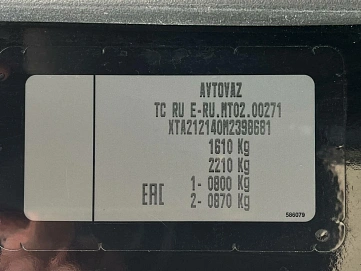 AVTOVAZ
TC RU E-RU.MT02.00271
XTA212140M2398681
1610 Kg
2210 Kg
1- 0800 Kg
EAC 2- 0870 Kg
586079